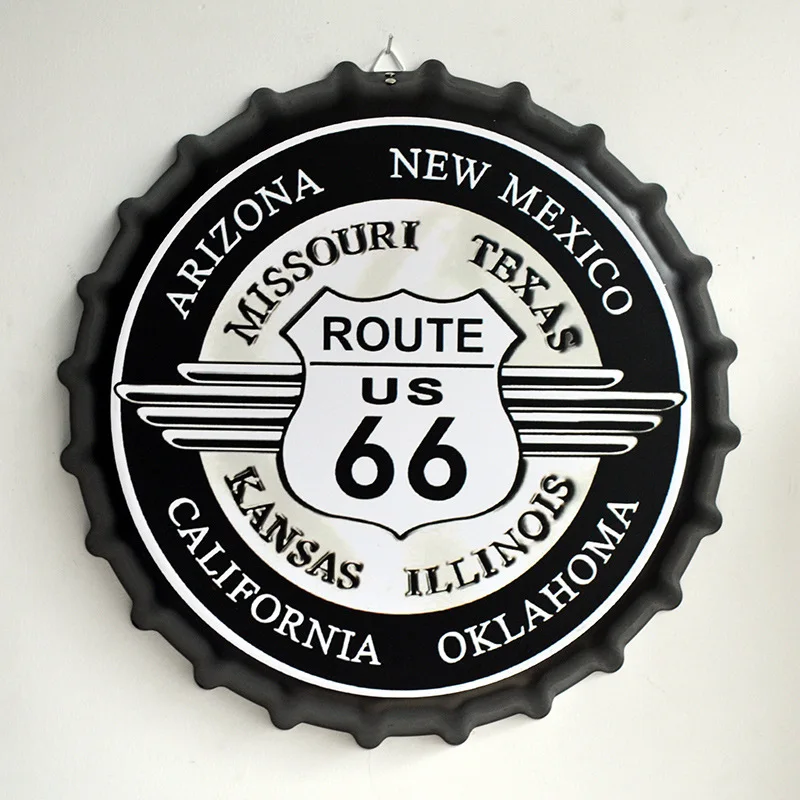 ARIZONA
NEW MEXICO
MISSOURI
TEXAS
ROUTE
US
66
KANSAS
ILLINOIS
CALIFORNIA
OKLAHOMA